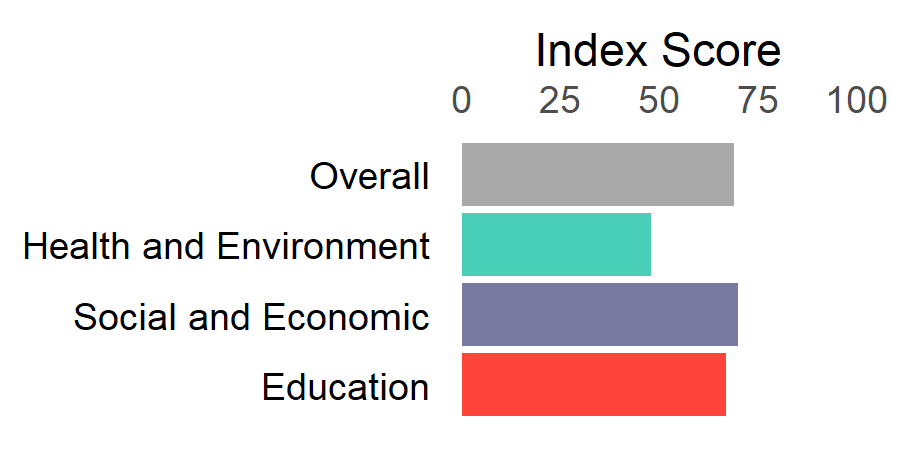 Index Score
0 25 50 75 100
Overall
Health and Environment
Social and Economic
Education